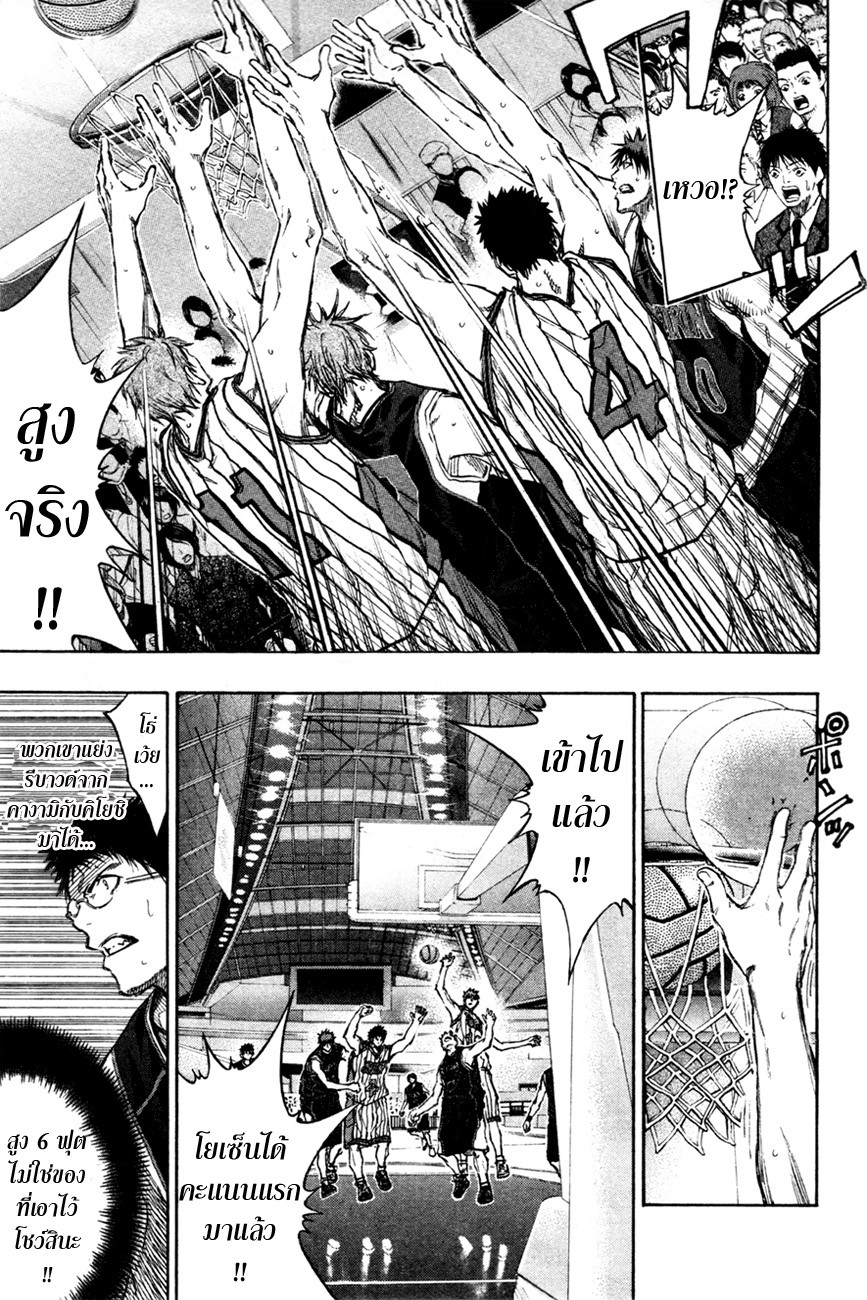 เหวอ!?
สูง
จริง
!!
4
11
10
เข้าไป
แล้ว
!!
โยเซ็นได้
คะแนนแรก
มาแล้ว
!!
โธ่
เว้ย...
พวกเขาแย่ง
รีบาวด์จาก
คางามิกับคิโยชิ
มาได้...
สูง 6 ฟุต
ไม่ใช่ของ
ที่เอาไว้
โชว์สินะ
!!